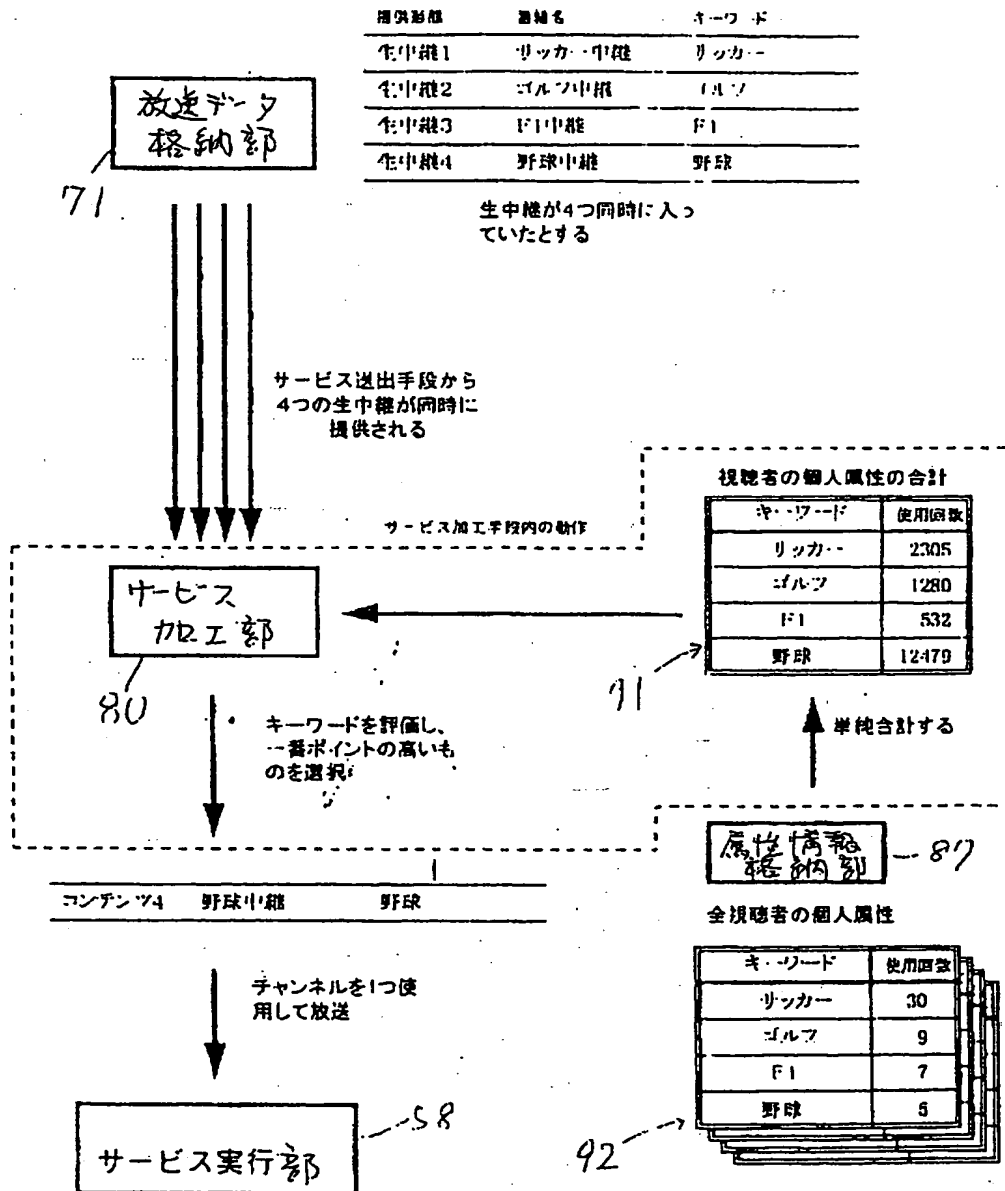 提供形態 番組名 キーワード
生中継1 サッカー中継 サッカー
生中継2 ゴルフ中継 ゴルフ
生中継3 F1中継 F1
生中継4 野球中継 野球
放送データ
格納部
71
生中継が4つ同時に入っ
ていたとする
サービス送出手段から
4つの生中継が同時に
提供される
視聴者の個人属性の合計
サービス加工手段内の動作
キーワード 使用回数
サッカー 2305
ゴルフ 1280
F1 532
野球 12479
サービス
加工部
80
91
キーワードを評価し、
一番ポイントの高いも
のを選択
単純合計する
属性情報
格納部
87
コンテンツ4 野球中継 野球
全視聴者の個人属性
キーワード 使用回数
サッカー 30
ゴルフ 9
F1 7
野球 5
チャンネルを1つ使
用して放送
58
サービス実行部
92